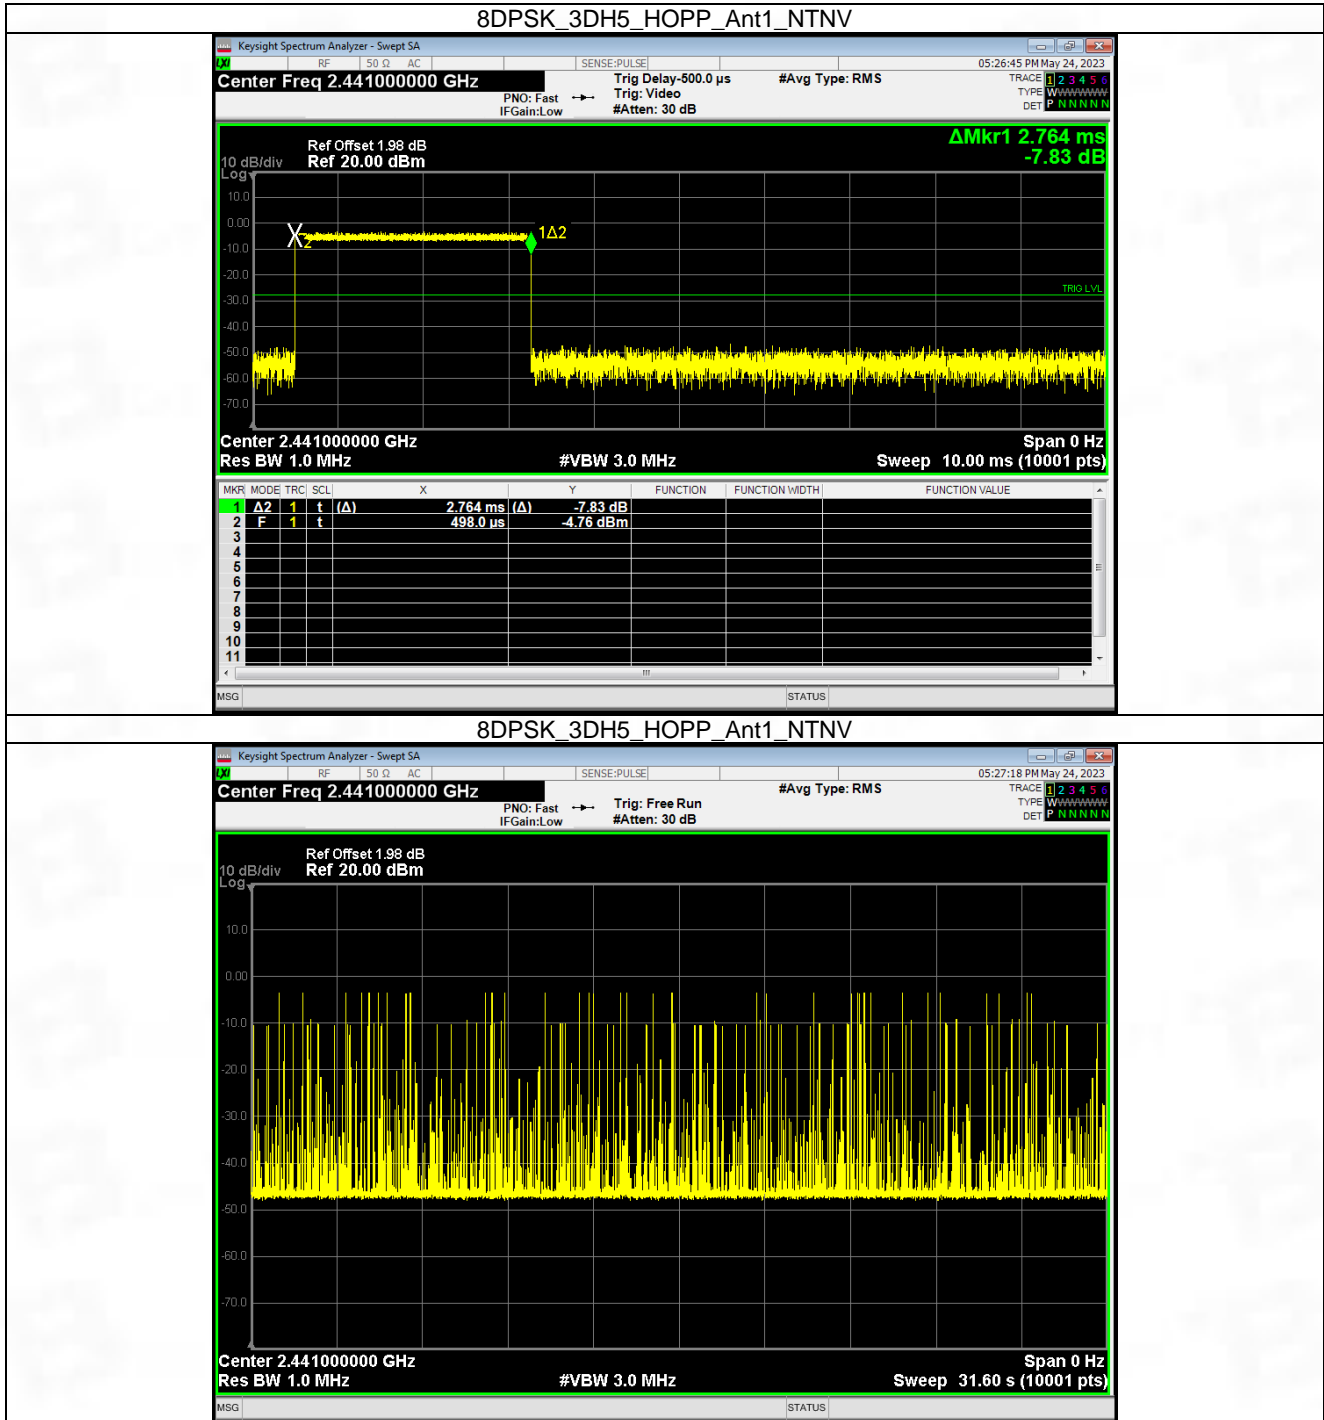 8DPSK_3DH5_HOPP_Ant1_NTNV
Keysight Spectrum Analyzer - Swept SA
LXI RF 50 Ω AC SENSE:PULSE 05:26:45 PM May 24, 2023
Center Freq 2.441000000 GHz Trig Delay-500.0 µs #Avg Type: RMS TRACE 1 2 3 4 5 6
PNO: Fast Trig: Video TYPE WWWWWW
IFGain:Low #Atten: 30 dB DET P N N N N N
ΔMkr1 2.764 ms
-7.83 dB
Ref Offset 1.98 dB
10 dB/div Ref 20.00 dBm
Log
10.0
0.00
-10.0
-20.0
-30.0
-40.0
-50.0
-60.0
-70.0
2
1Δ2
TRIG LVL
Center 2.441000000 GHz Span 0 Hz
Res BW 1.0 MHz #VBW 3.0 MHz Sweep 10.00 ms (10001 pts)
MKR MODE TRC SCL X Y FUNCTION FUNCTION WIDTH FUNCTION VALUE
1 Δ2 1 t (Δ) 2.764 ms (Δ) -7.83 dB
2 F 1 t 498.0 µs -4.76 dBm
3
4
5
6
7
8
9
10
11
MSG STATUS
8DPSK_3DH5_HOPP_Ant1_NTNV
Keysight Spectrum Analyzer - Swept SA
LXI RF 50 Ω AC SENSE:PULSE 05:27:18 PM May 24, 2023
Center Freq 2.441000000 GHz #Avg Type: RMS TRACE 1 2 3 4 5 6
PNO: Fast Trig: Free Run TYPE WWWWWW
IFGain:Low #Atten: 30 dB DET P N N N N N
Ref Offset 1.98 dB
10 dB/div Ref 20.00 dBm
Log
10.0
0.00
-10.0
-20.0
-30.0
-40.0
-50.0
-60.0
-70.0
Center 2.441000000 GHz Span 0 Hz
Res BW 1.0 MHz #VBW 3.0 MHz Sweep 31.60 s (10001 pts)
MSG STATUS